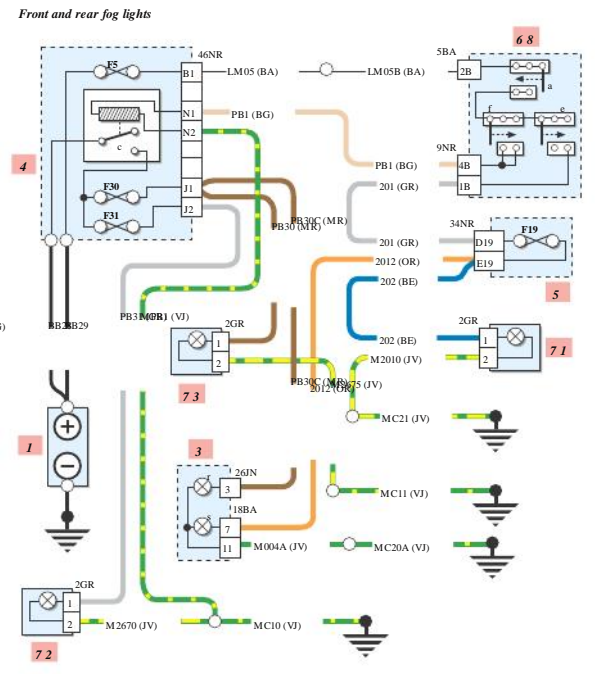 Front and rear fog lights
6 8
46NR
5BA
F5
B1
LM05 (BA)
LM05B (BA)
2B
a
N1
PB1 (BG)
N2
f
e
c
9NR
4
PB1 (BG)
4B
F30
J1
201 (GR)
1B
F31
J2
PB30C (MR)
PB30 (MR)
34NR
F19
201 (GR)
D19
2012 (OR)
E19
202 (BE)
5
BB29
(VJ)
2GR
2GR
1
202 (BE)
1
2
M2010 (JV)
2
7 1
7 3
PB30C (MR)
2012 (OR)
MC21 (JV)
1
3
r
26JN
3
MC11 (VJ)
s
18BA
7
11
M004A (JV)
MC20A (VJ)
2GR
1
2
M2670 (JV)
MC10 (VJ)
7 2